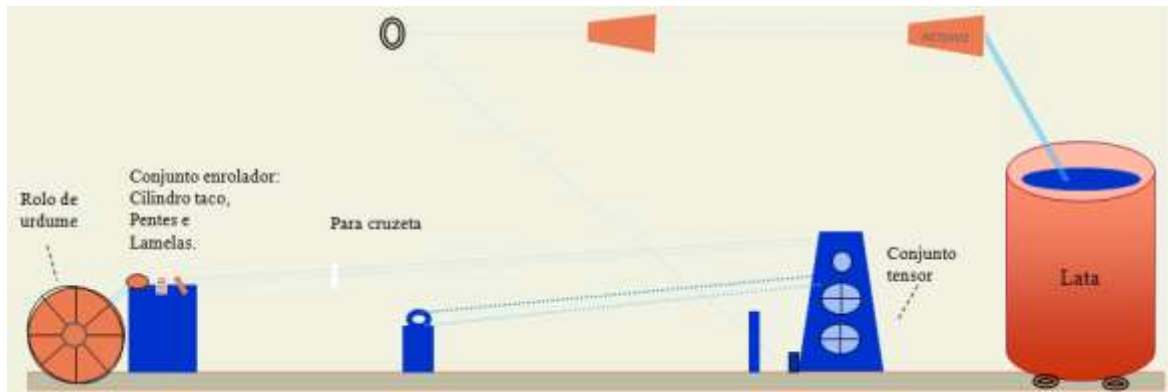 Conjunto enrolador:
Cilindro taco,
Pentes e
Lamelas.
Rolo de
urdume
Para cruzeta
Conjunto
tensor
Lata